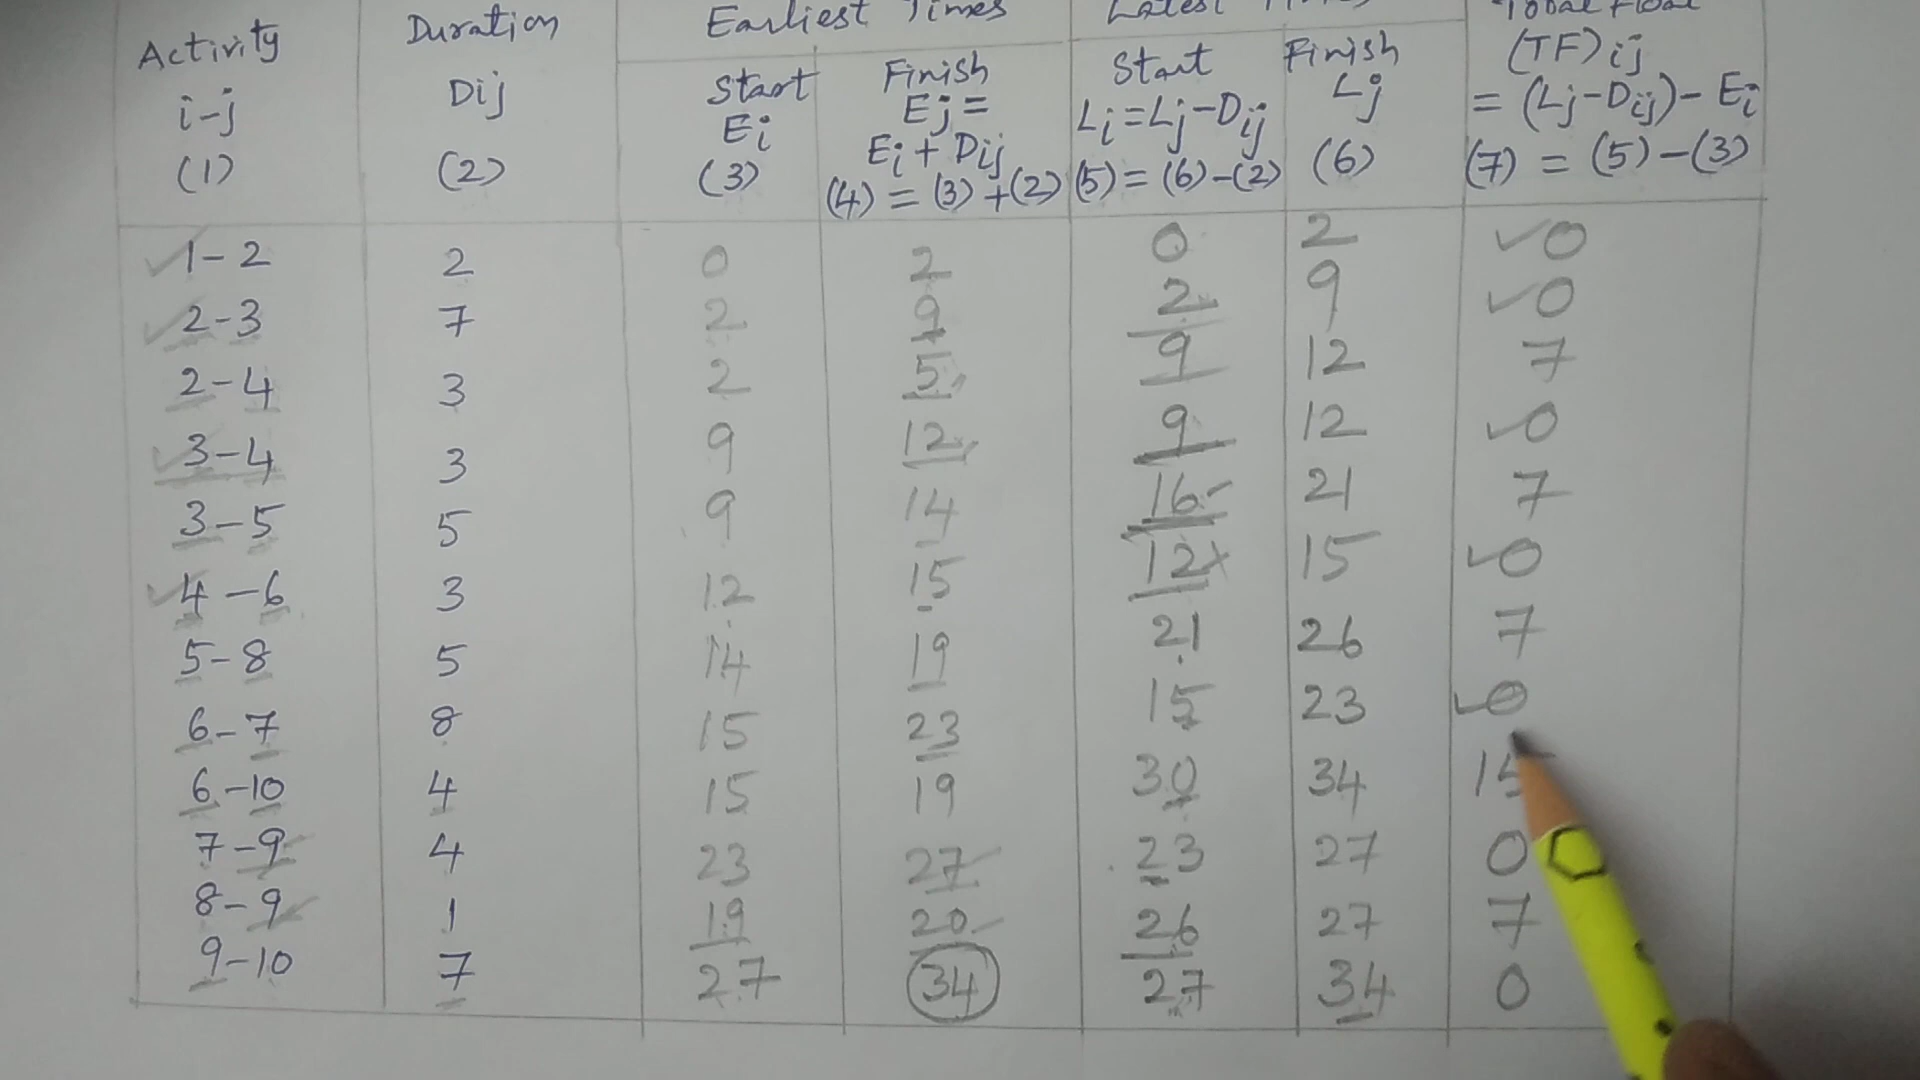 Activity Duration Earliest Times Latest Times Total Float
i-j Dij Start Finish Start Finish (TF)ij
Ei Ej = Li=Lj-Dij Lj = (Lj-Dij)-Ei
Ei + Dij
(1) (2) (3) (4) = (3) +(2) (5) = (6)-(2) (6) (7) = (5)-(3)
✓1-2 2 0 2 0 2 ✓0
✓2-3 7 2 9 2 9 ✓0
2-4 3 2 5 9 12 7
✓3-4 3 9 12 9 12 ✓0
3-5 5 9 14 16 21 7
✓4-6 3 12 15 12 15 ✓0
5-8 5 14 19 21 26 7
6-7 8 15 23 15 23 ✓0
6-10 4 15 19 30 34 15
7-9 4 23 27 23 27 0
8-9 1 19 20 26 27 7
9-10 7 27 34 27 34 0